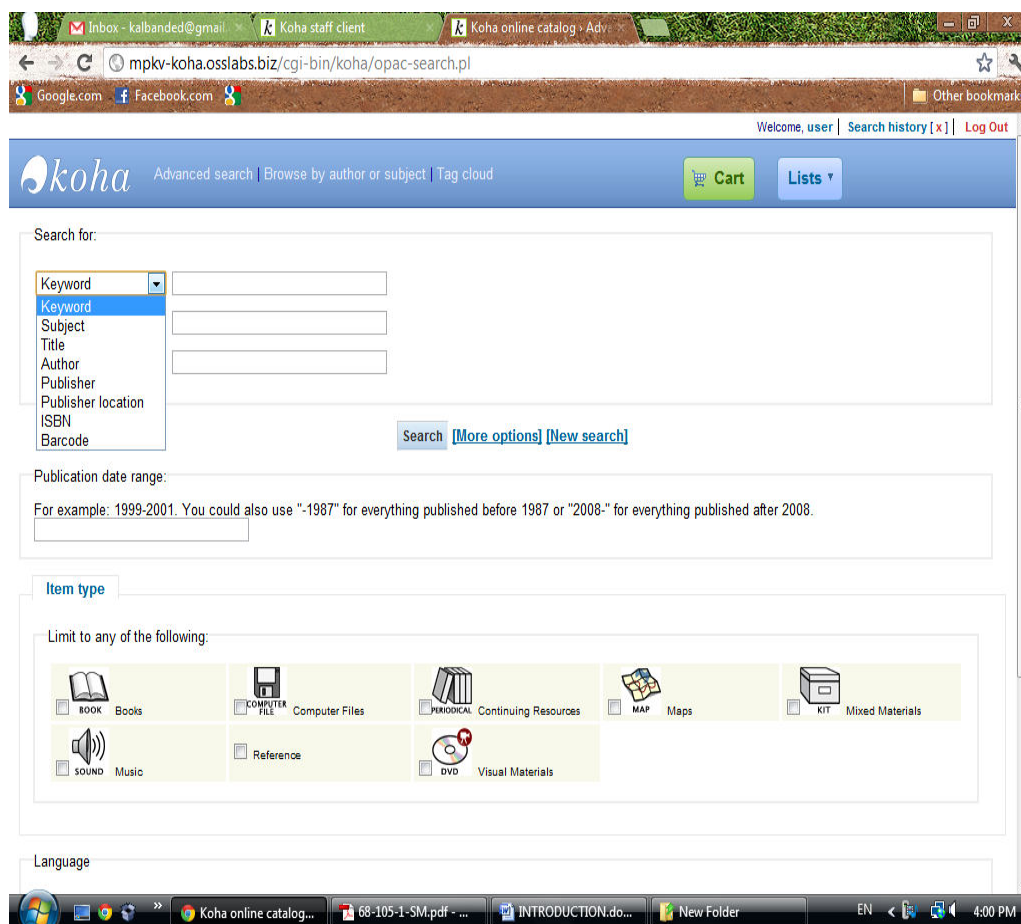 Inbox - kalbanded@gmail
Koha staff client
Koha online catalog › Adv
mpkv-koha.osslabs.biz/cgi-bin/koha/opac-search.pl
Google.com Facebook.com Other bookmark
Welcome, user Search history [x] Log Out
koha Advanced search Browse by author or subject Tag cloud Cart Lists
Search for:
Keyword
Keyword
Subject
Title
Author
Publisher
Publisher location
ISBN
Barcode
Search [More options] [New search]
Publication date range:
For example: 1999-2001. You could also use "-1987" for everything published before 1987 or "2008-" for everything published after 2008.
Item type
Limit to any of the following:
BOOK Books
COMPUTER FILE Computer Files
PERIODICAL Continuing Resources
MAP Maps
KIT Mixed Materials
SOUND Music
Reference
DVD Visual Materials
Language
Koha online catalog... 68-105-1-SM.pdf - ... INTRODUCTION.do... New Folder EN 4:00 PM